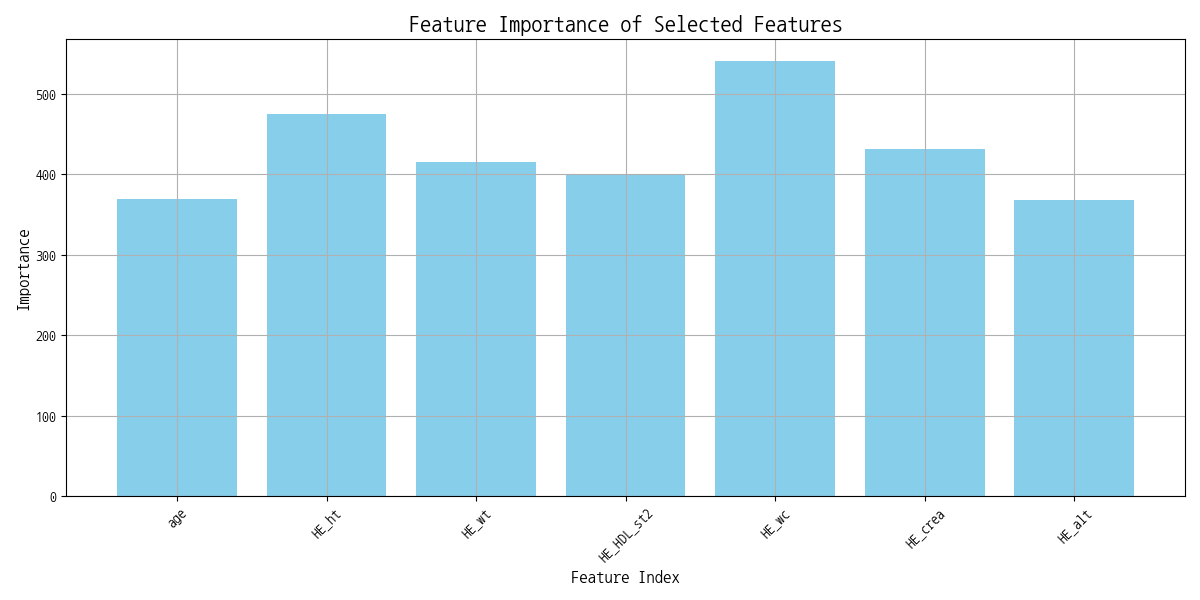 Feature Importance of Selected Features
Importance
500
400
300
200
100
0
age
HE_ht
HE_wt
HE_HDL_st2
HE_wc
HE_crea
HE_alt
Feature Index